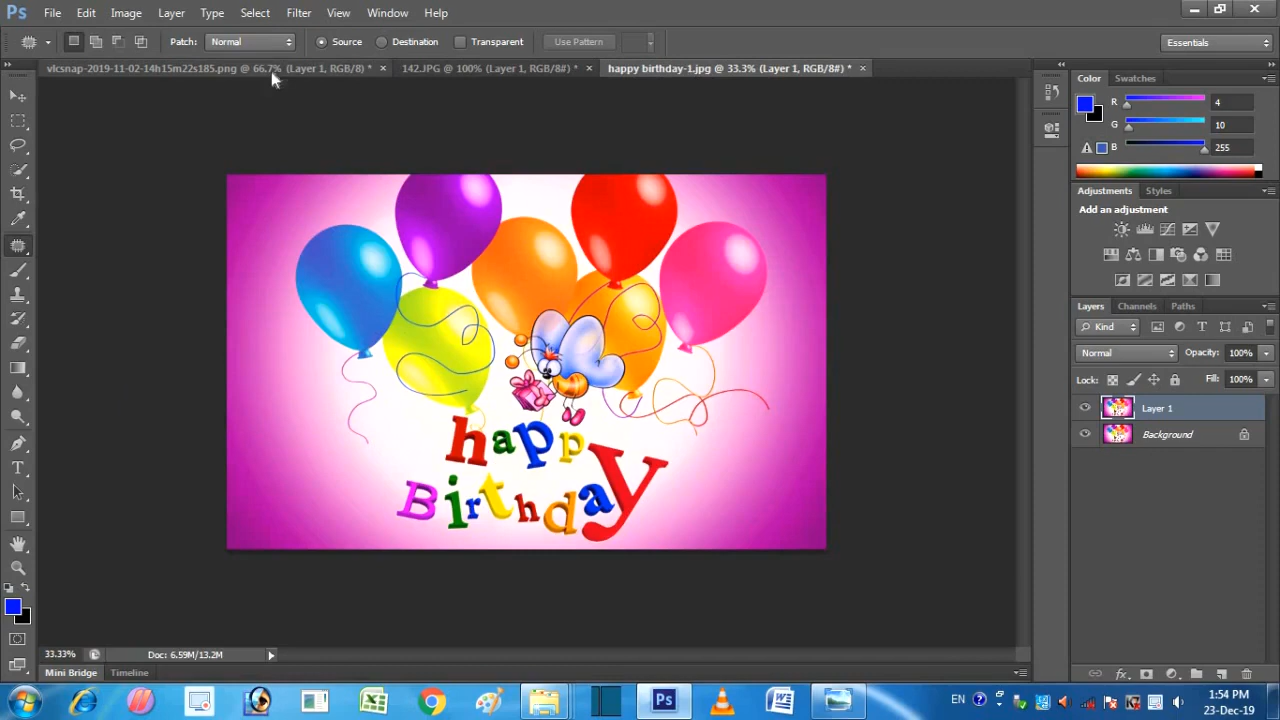 Ps File Edit Image Layer Type Select Filter View Window Help
Patch: Normal Source Destination Transparent Use Pattern Essentials
vlcsnap-2019-11-02-14h15m22s185.png @ 66.7% (Layer 1, RGB/8) * × 142.JPG @ 100% (Layer 1, RGB/8#) * × happy birthday-1.jpg @ 33.3% (Layer 1, RGB/8#) * ×
Color Swatches
R 4
G 10
B 255
Adjustments Styles
Add an adjustment
Layers Channels Paths
Kind
Normal Opacity: 100%
Lock: Fill: 100%
Layer 1
Background
happy
Birthday
33.33% Doc: 6.59M/13.2M
Mini Bridge Timeline
EN 1:54 PM
23-Dec-19